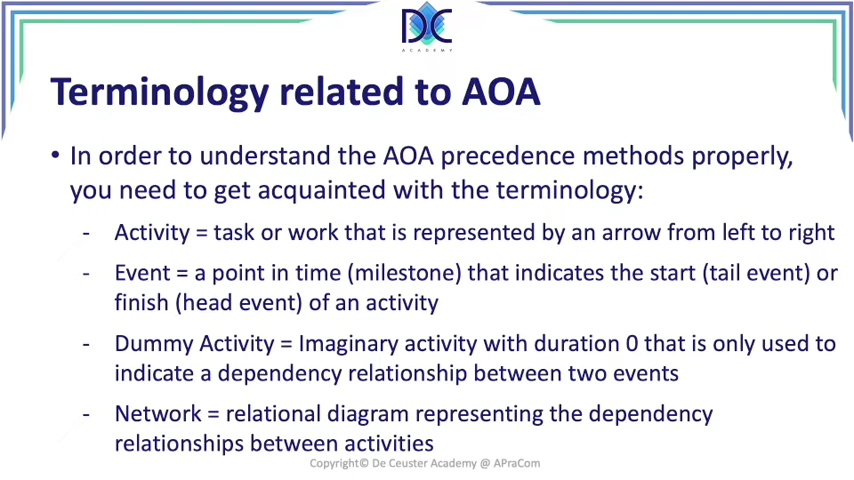 DC
ACADEMY
Terminology related to AOA
• In order to understand the AOA precedence methods properly,
you need to get acquainted with the terminology:
- Activity = task or work that is represented by an arrow from left to right
- Event = a point in time (milestone) that indicates the start (tail event) or
finish (head event) of an activity
- Dummy Activity = Imaginary activity with duration 0 that is only used to
indicate a dependency relationship between two events
- Network = relational diagram representing the dependency
relationships between activities
Copyright© De Ceuster Academy @ APraCom